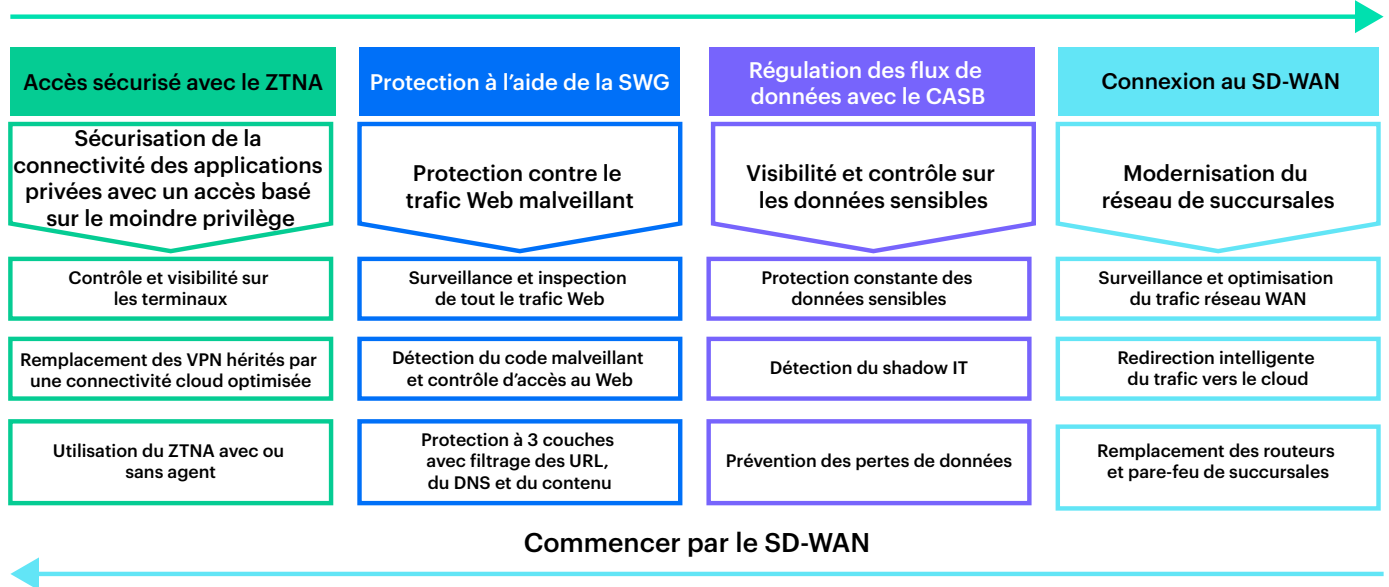 Accès sécurisé avec le ZTNA
Sécurisation de la
connectivité des applications
privées avec un accès basé
sur le moindre privilège
Contrôle et visibilité sur
les terminaux
Remplacement des VPN hérités par
une connectivité cloud optimisée
Utilisation du ZTNA avec ou
sans agent
Protection à l’aide de la SWG
Protection contre le
trafic Web malveillant
Surveillance et inspection
de tout le trafic Web
Détection du code malveillant
et contrôle d’accès au Web
Protection à 3 couches
avec filtrage des URL,
du DNS et du contenu
Régulation des flux de
données avec le CASB
Visibilité et contrôle sur
les données sensibles
Protection constante des
données sensibles
Détection du shadow IT
Prévention des pertes de données
Connexion au SD-WAN
Modernisation du
réseau de succursales
Surveillance et optimisation
du trafic réseau WAN
Redirection intelligente
du trafic vers le cloud
Remplacement des routeurs
et pare-feu de succursales
Commencer par le SD-WAN